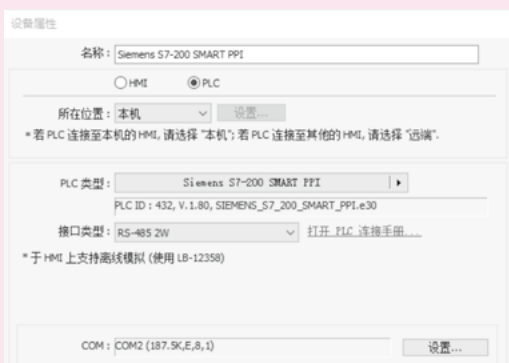 设备属性
名称： Siemens S7-200 SMART PPI
HMI PLC
所在位置： 本机 设置...
*若 PLC 连接至本机的HMI, 请选择 "本机"; 若 PLC 连接至其他的 HMI, 请选择 "远端".
PLC 类型： Siemens S7-200 SMART PPI
PLC ID : 432, V.1.80, SIEMENS_S7_200_SMART_PPI.e30
接口类型： RS-485 2W 打开 PLC 连接手册...
*于 HMI 上支持离线模拟 (使用 LB-12358)
COM : COM2 (187.5K,E,8,1) 设置...